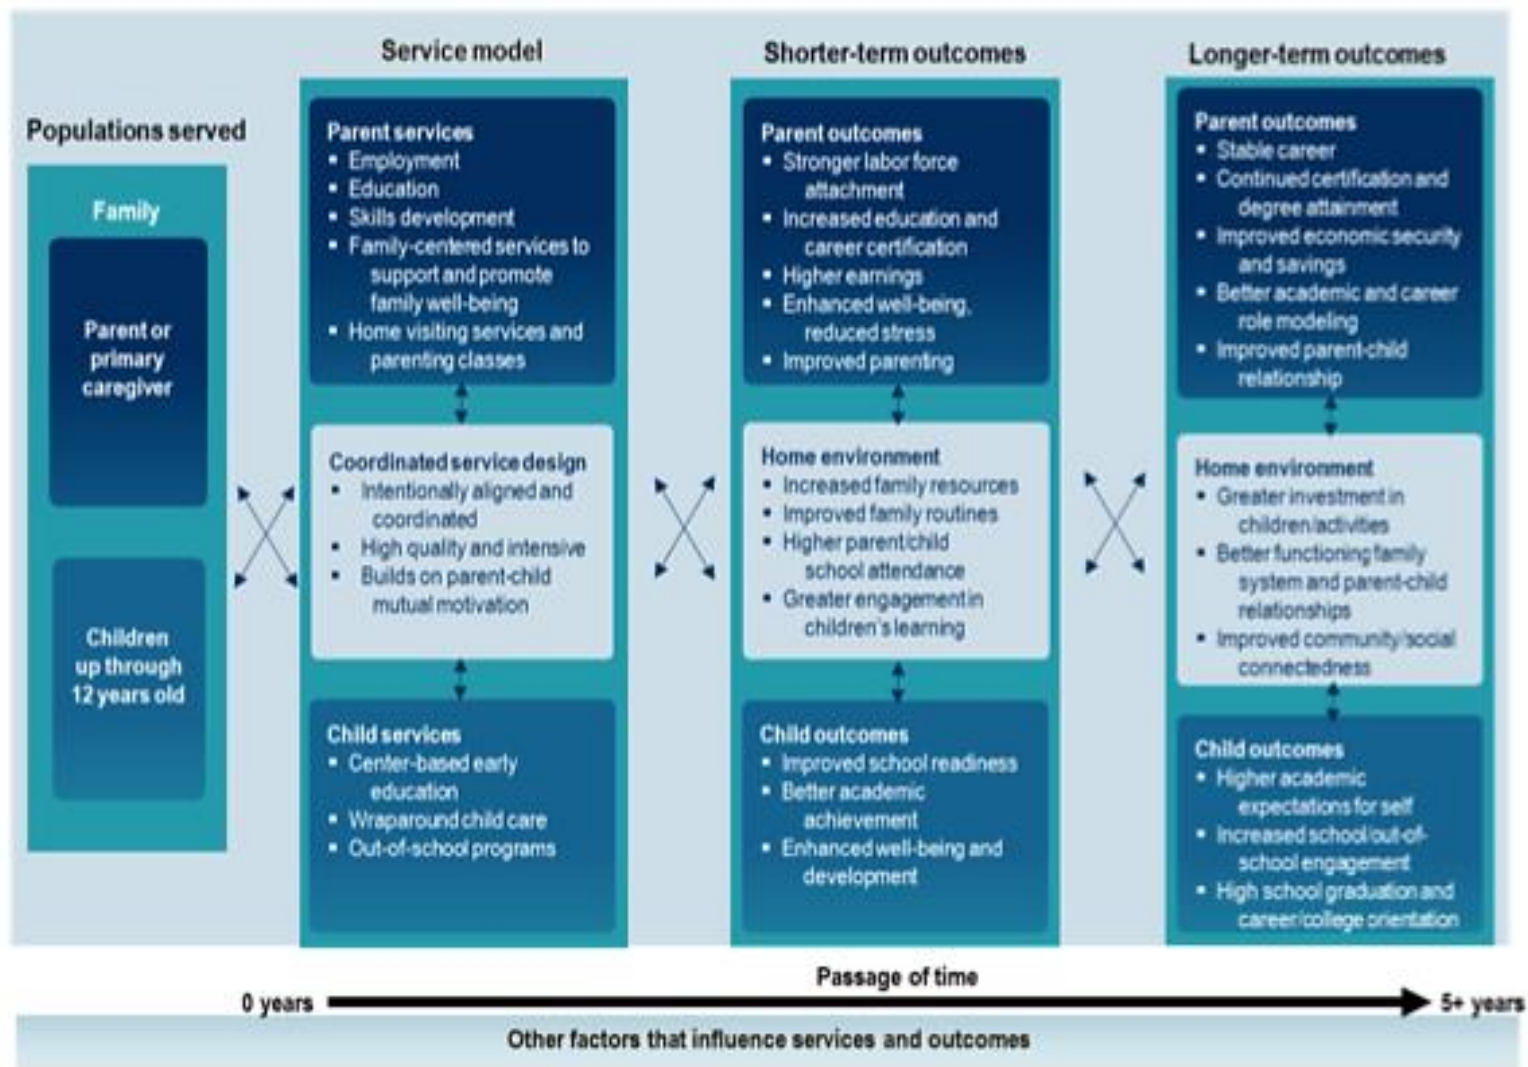 Populations served
Family
Parent or
primary
caregiver
Children
up through
12 years old
Service model
Parent services
▪ Employment
▪ Education
▪ Skills development
▪ Family-centered services to
support and promote
family well-being
▪ Home visiting services and
parenting classes
Coordinated service design
▪ Intentionally aligned and
coordinated
▪ High quality and intensive
▪ Builds on parent-child
mutual motivation
Child services
▪ Center-based early
education
▪ Wraparound child care
▪ Out-of-school programs
Shorter-term outcomes
Parent outcomes
▪ Stronger labor force
attachment
▪ Increased education and
career certification
▪ Higher earnings
▪ Enhanced well-being,
reduced stress
▪ Improved parenting
Home environment
▪ Increased family resources
▪ Improved family routines
▪ Higher parent/child
school attendance
▪ Greater engagement in
children's learning
Child outcomes
▪ Improved school readiness
▪ Better academic
achievement
▪ Enhanced well-being and
development
Longer-term outcomes
Parent outcomes
▪ Stable career
▪ Continued certification and
degree attainment
▪ Improved economic security
and savings
▪ Better academic and career
role modeling
▪ Improved parent-child
relationship
Home environment
▪ Greater investment in
children/activities
▪ Better functioning family
system and parent-child
relationships
▪ Improved community/social
connectedness
Child outcomes
▪ Higher academic
expectations for self
▪ Increased school/out-of-
school engagement
▪ High school graduation and
career/college orientation
Passage of time
0 years
5+ years
Other factors that influence services and outcomes